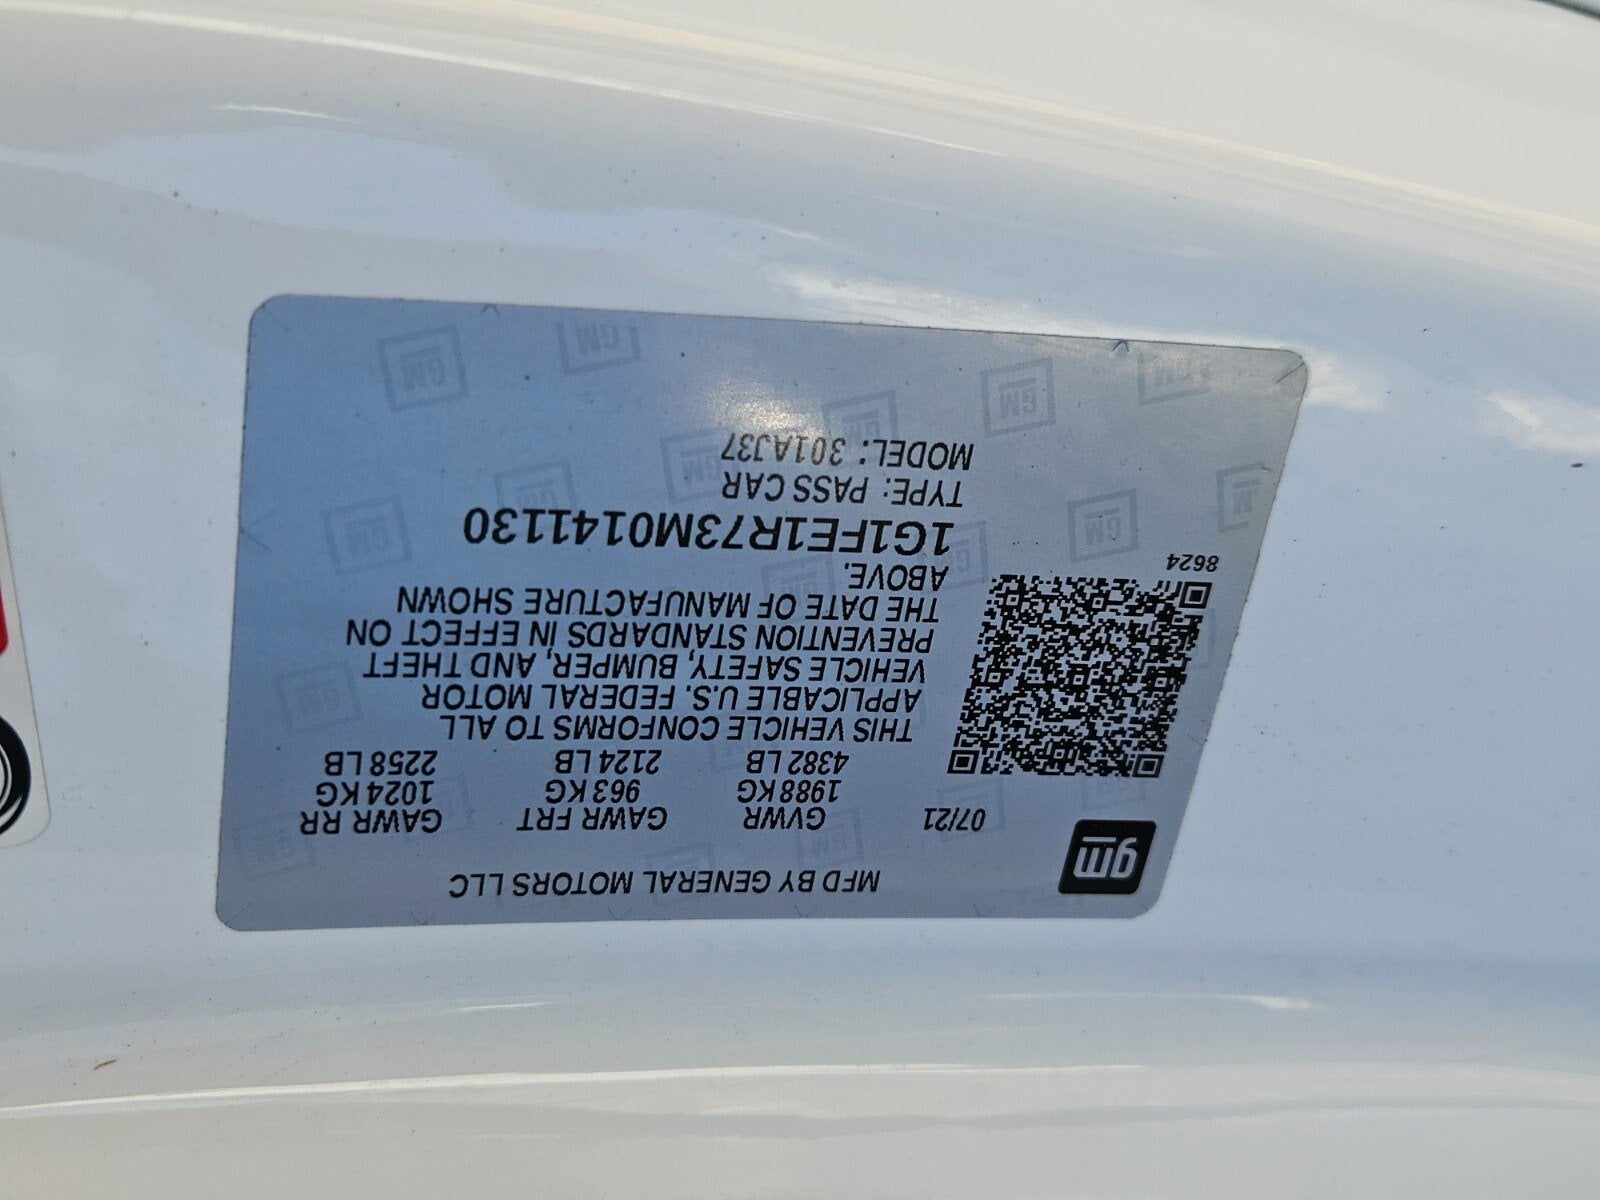 gm
MFD BY GENERAL MOTORS LLC
07/21 GVWR GAWR FRT GAWR RR
1988 KG 963 KG 1024 KG
4382 LB 2124 LB 2258 LB
THIS VEHICLE CONFORMS TO ALL
APPLICABLE U.S. FEDERAL MOTOR
VEHICLE SAFETY, BUMPER, AND THEFT
PREVENTION STANDARDS IN EFFECT ON
THE DATE OF MANUFACTURE SHOWN
ABOVE.
8624
1G1FE1R73M0141130
TYPE: PASS CAR
MODEL: 301AJ37